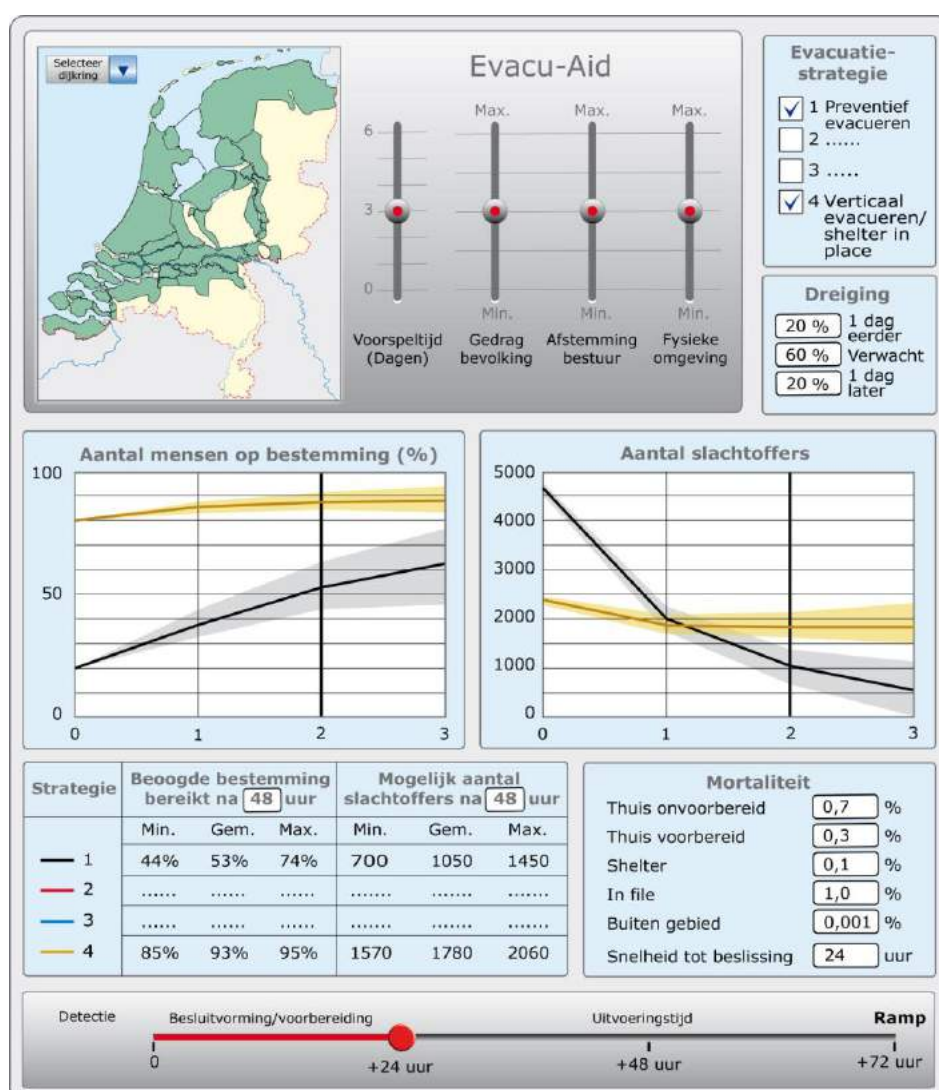 Selecteer
dijkring
Evacu-Aid
Max.
Max.
Max.
6
3
0
Min.
Min.
Min.
Voorspeltijd
(Dagen)
Gedrag
bevolking
Afstemming
bestuur
Fysieke
omgeving
Evacuatie-
strategie
1 Preventief
evacueren
2 ......
3 .....
4 Verticaal
evacueren/
shelter in
place
Dreiging
20 % 1 dag
eerder
60 % Verwacht
20 % 1 dag
later
Aantal mensen op bestemming (%)
100
50
0
0 1 2 3
Aantal slachtoffers
5000
4000
3000
2000
1000
0
0 1 2 3
Strategie
Beoogde bestemming
bereikt na 48 uur
Mogelijk aantal
slachtoffers na 48 uur
Min. Gem. Max. Min. Gem. Max.
1 44% 53% 74% 700 1050 1450
2 ...... ...... ...... ....... ....... .......
3 ...... ...... ...... ....... ....... .......
4 85% 93% 95% 1570 1780 2060
Mortaliteit
Thuis onvoorbereid 0,7 %
Thuis voorbereid 0,3 %
Shelter 0,1 %
In file 1,0 %
Buiten gebied 0,001 %
Snelheid tot beslissing 24 uur
Detectie Besluitvorming/voorbereiding Uitvoeringstijd Ramp
0 +24 uur +48 uur +72 uur